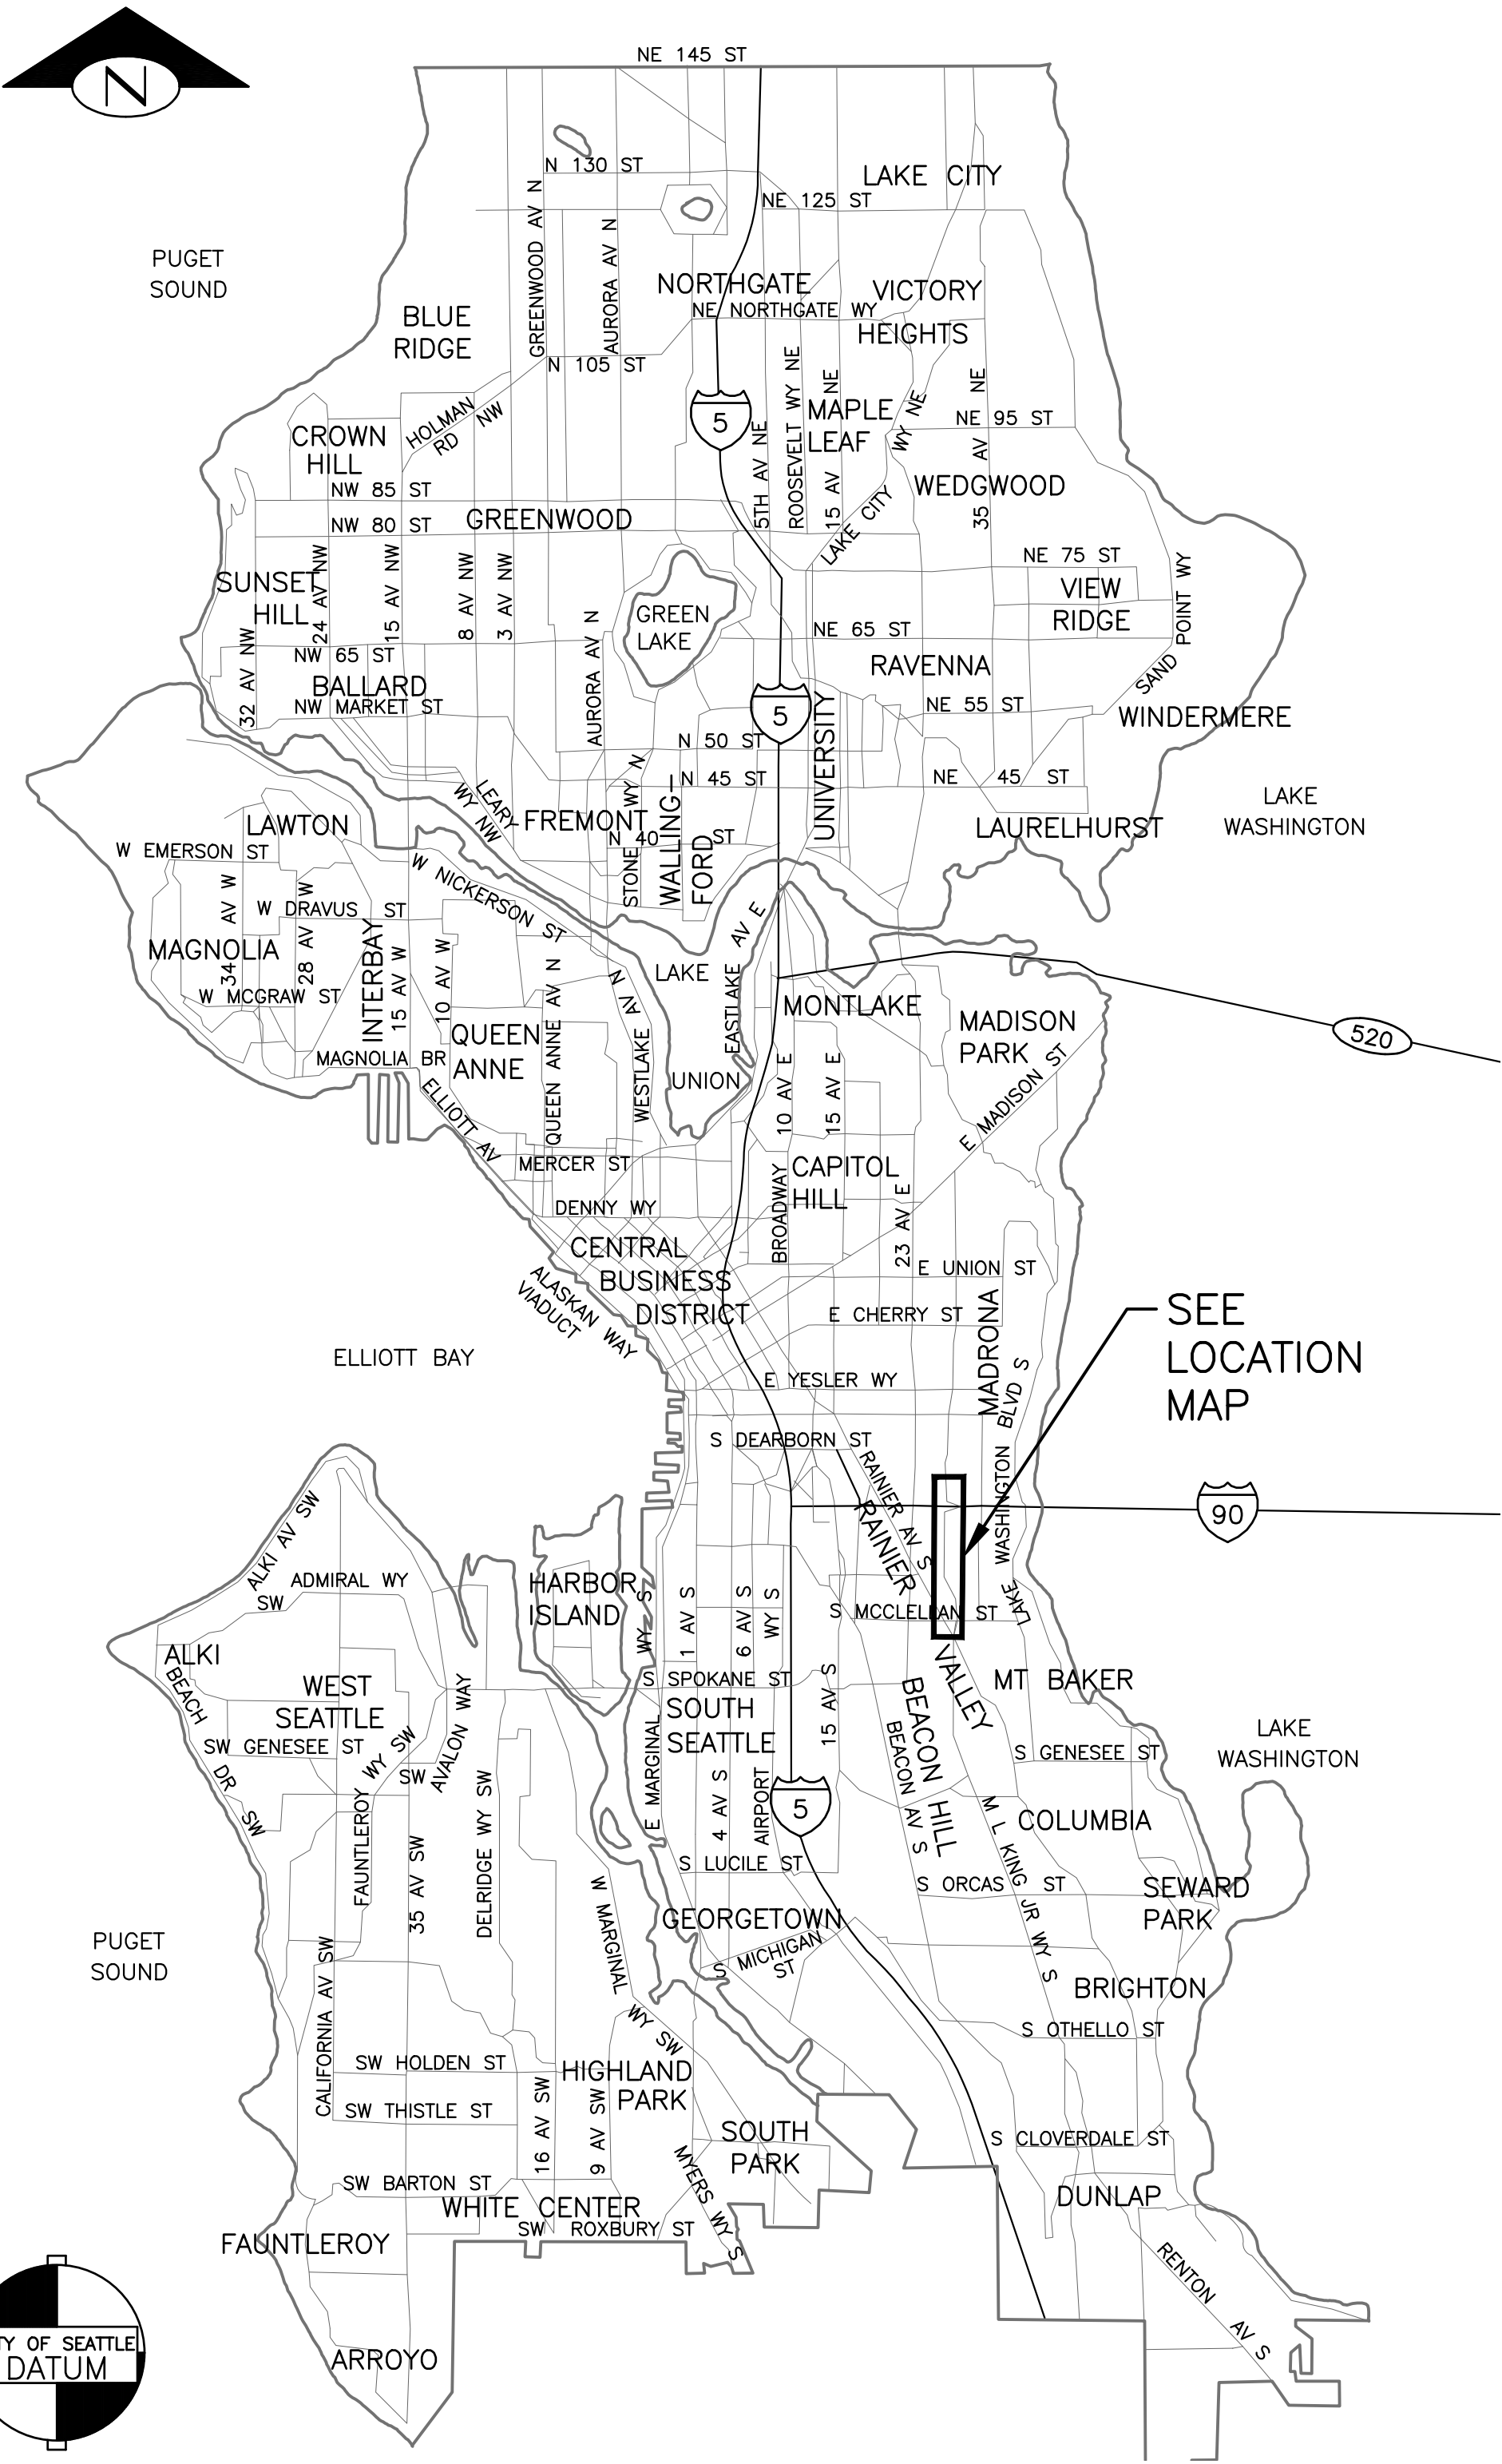 N
NE 145 ST
N 130 ST
LAKE CITY
NE 125 ST
GREENWOOD AV N
AURORA AV N
PUGET
SOUND
NORTHGATE
VICTORY
HEIGHTS
NE NORTHGATE WY
BLUE
RIDGE
N 105 ST
HOLMAN
RD NW
5
5TH AV NE
ROOSEVELT WY NE
15 AV NE
MAPLE
LEAF
LAKE CITY WY NE
35 AV NE
NE 95 ST
CROWN
HILL
WEDGWOOD
NW 85 ST
GREENWOOD
NW 80 ST
NE 75 ST
SUNSET
HILL
24 AV NW
15 AV NW
8 AV NW
3 AV NW
32 AV NW
GREEN
LAKE
VIEW
RIDGE
SAND POINT WY
NE 65 ST
NW 65 ST
AURORA AV N
RAVENNA
BALLARD
NW MARKET ST
5
UNIVERSITY
NE 55 ST
WINDERMERE
N 50 ST
N 45 ST
NE 45 ST
LEARY
WY NW
FREMONT
STONE WY N
WALLING-
FORD
N 40 ST
LAURELHURST
LAKE
WASHINGTON
LAWTON
W EMERSON ST
34 AV W
28 AV W
W NICKERSON ST
W DRAVUS ST
MAGNOLIA
INTERBAY
15 AV W
10 AV W
W MCGRAW ST
QUEEN
ANNE
QUEEN ANNE AV N
WESTLAKE AV N
LAKE
UNION
EASTLAKE AV E
MONTLAKE
MADISON
PARK
520
MAGNOLIA BR
ELLIOTT AV
10 AV E
15 AV E
E MADISON ST
MERCER ST
CAPITOL
HILL
BROADWAY
23 AV E
DENNY WY
CENTRAL
BUSINESS
DISTRICT
ALASKAN WAY
VIADUCT
E UNION ST
E CHERRY ST
MADRONA
SEE
LOCATION
MAP
ELLIOTT BAY
E YESLER WY
LAKE WASHINGTON BLVD S
S DEARBORN ST
RAINIER AV S
RAINIER
VALLEY
90
ALKI AV SW
ADMIRAL WY
SW
HARBOR
ISLAND
E MARGINAL WY S
1 AV S
6 AV S
AIRPORT WY S
S MCCLELLAN ST
ALKI
BEACH DR SW
WEST
SEATTLE
S SPOKANE ST
SOUTH
SEATTLE
15 AV S
BEACON
HILL
BEACON AV S
MT BAKER
SW GENESEE ST
FAUNTLEROY WY SW
SW AVALON WAY
S GENESEE ST
LAKE
WASHINGTON
35 AV SW
DELRIDGE WY SW
4 AV S
5
M L KING JR WY S
COLUMBIA
S LUCILE ST
S ORCAS ST
SEWARD
PARK
W MARGINAL WY SW
GEORGETOWN
S MICHIGAN
ST
PUGET
SOUND
CALIFORNIA AV SW
BRIGHTON
S OTHELLO ST
SW HOLDEN ST
HIGHLAND
PARK
SW THISTLE ST
16 AV SW
9 AV SW
SOUTH
PARK
MYERS WY S
S CLOVERDALE ST
SW BARTON ST
WHITE CENTER
DUNLAP
SW ROXBURY ST
FAUNTLEROY
RENTON AV S
TY OF SEATTLE
DATUM
ARROYO